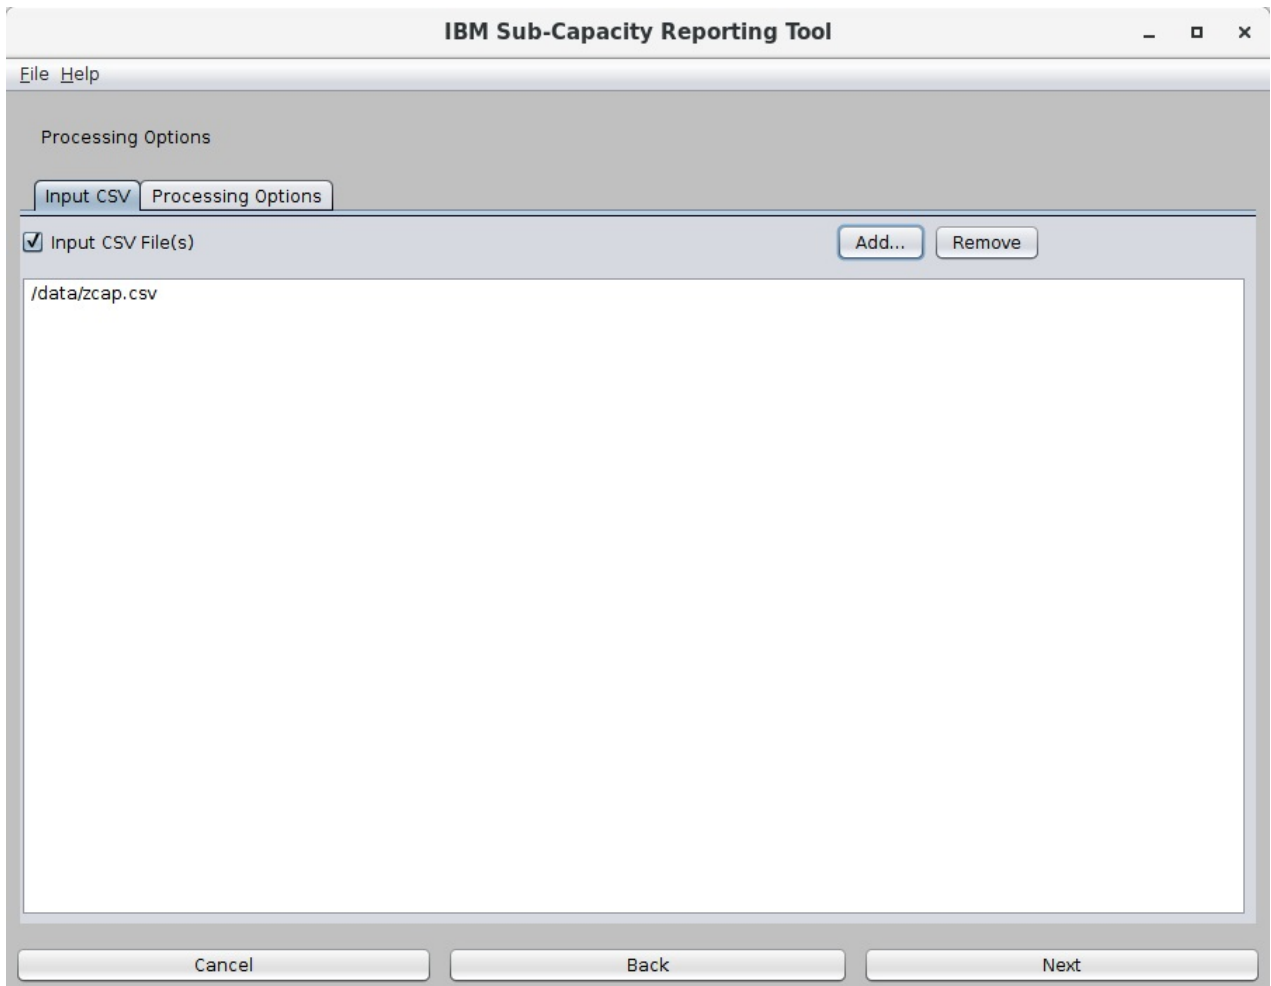 IBM Sub-Capacity Reporting Tool
File Help
Processing Options
Input CSV Processing Options
Input CSV File(s) Add... Remove
/data/zcap.csv
Cancel Back Next